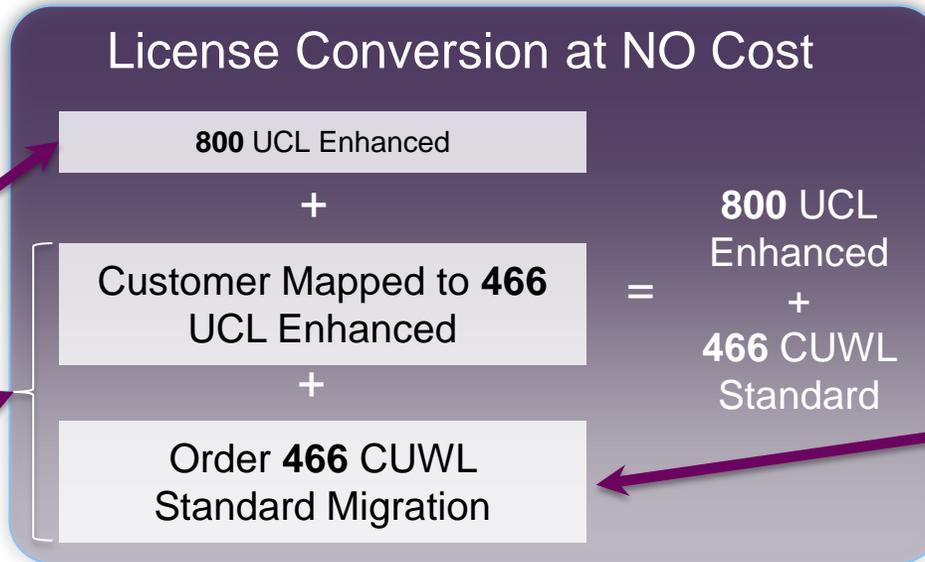 License Conversion at NO Cost
800 UCL Enhanced
+
Customer Mapped to 466
UCL Enhanced
+
Order 466 CUWL
Standard Migration
=
800 UCL
Enhanced
+
466 CUWL
Standard